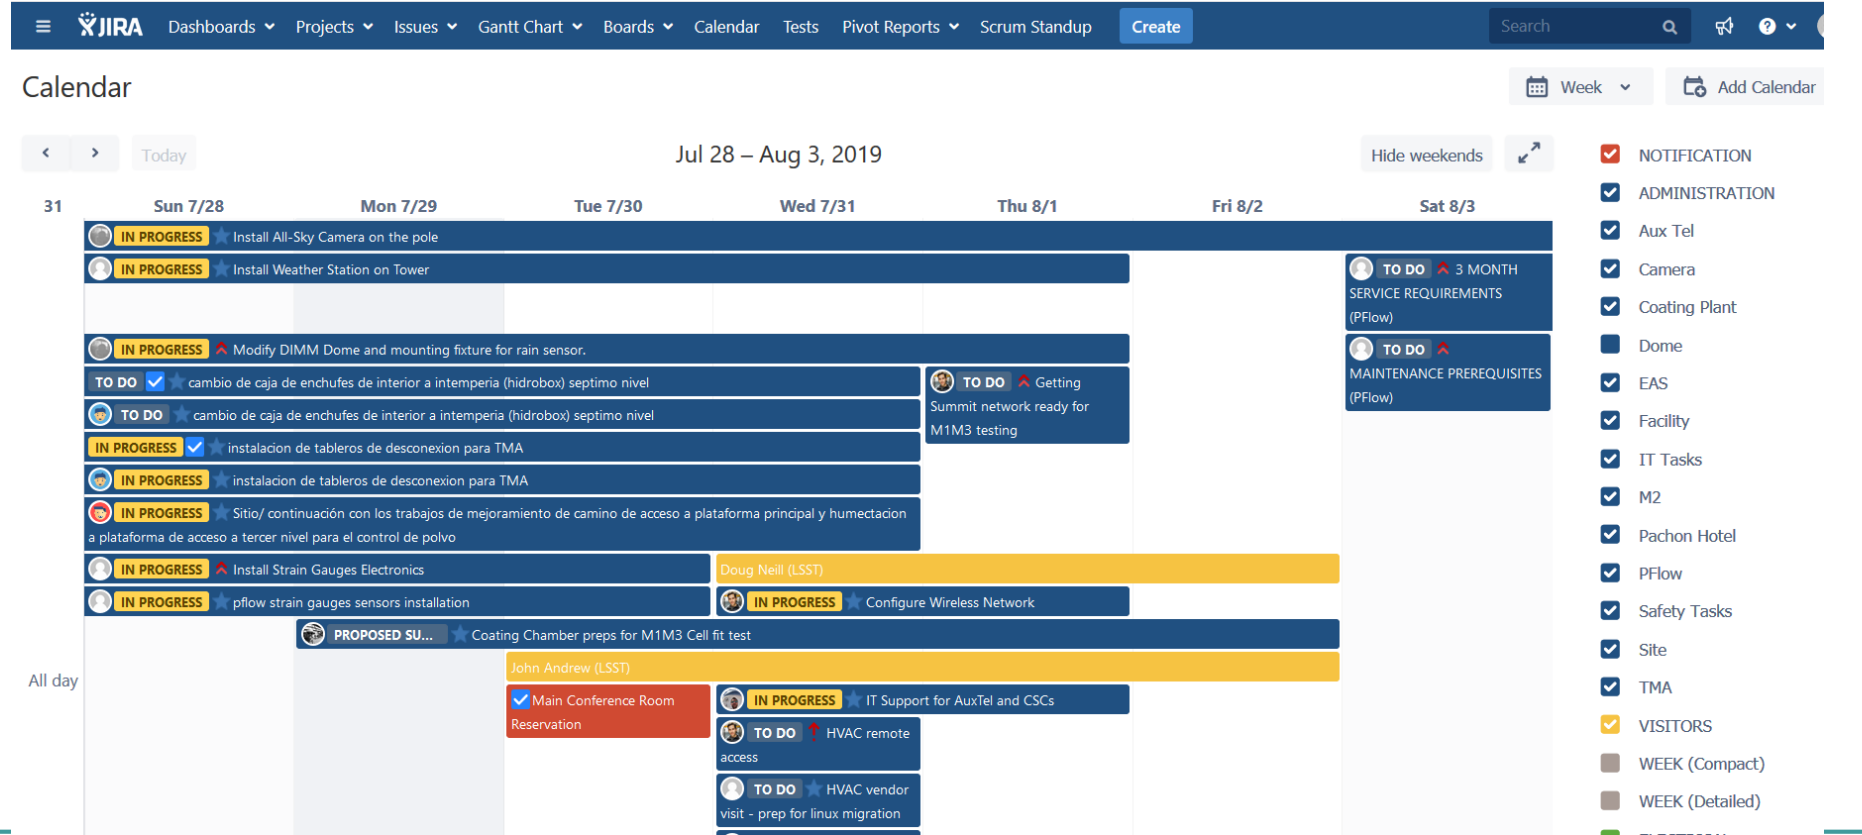 JIRA Dashboards Projects Issues Gantt Chart Boards Calendar Tests Pivot Reports Scrum Standup Create Search
Calendar
Week Add Calendar
Today Jul 28 – Aug 3, 2019 Hide weekends
31 Sun 7/28 Mon 7/29 Tue 7/30 Wed 7/31 Thu 8/1 Fri 8/2 Sat 8/3
IN PROGRESS Install All-Sky Camera on the pole
IN PROGRESS Install Weather Station on Tower
TO DO 3 MONTH
SERVICE REQUIREMENTS
(PFlow)
IN PROGRESS Modify DIMM Dome and mounting fixture for rain sensor.
TO DO
MAINTENANCE PREREQUISITES
(PFlow)
TO DO cambio de caja de enchufes de interior a intemperia (hidrobox) septimo nivel
TO DO Getting
Summit network ready for
M1M3 testing
TO DO cambio de caja de enchufes de interior a intemperia (hidrobox) septimo nivel
IN PROGRESS instalacion de tableros de desconexion para TMA
IN PROGRESS instalacion de tableros de desconexion para TMA
IN PROGRESS Sitio/ continuación con los trabajos de mejoramiento de camino de acceso a plataforma principal y humectacion
a plataforma de acceso a tercer nivel para el control de polvo
IN PROGRESS Install Strain Gauges Electronics
Doug Neill (LSST)
IN PROGRESS pflow strain gauges sensors installation
IN PROGRESS Configure Wireless Network
PROPOSED SU... Coating Chamber preps for M1M3 Cell fit test
John Andrew (LSST)
All day
Main Conference Room
Reservation
IN PROGRESS IT Support for AuxTel and CSCs
TO DO HVAC remote
access
TO DO HVAC vendor
visit - prep for linux migration
NOTIFICATION
ADMINISTRATION
Aux Tel
Camera
Coating Plant
Dome
EAS
Facility
IT Tasks
M2
Pachon Hotel
PFlow
Safety Tasks
Site
TMA
VISITORS
WEEK (Compact)
WEEK (Detailed)